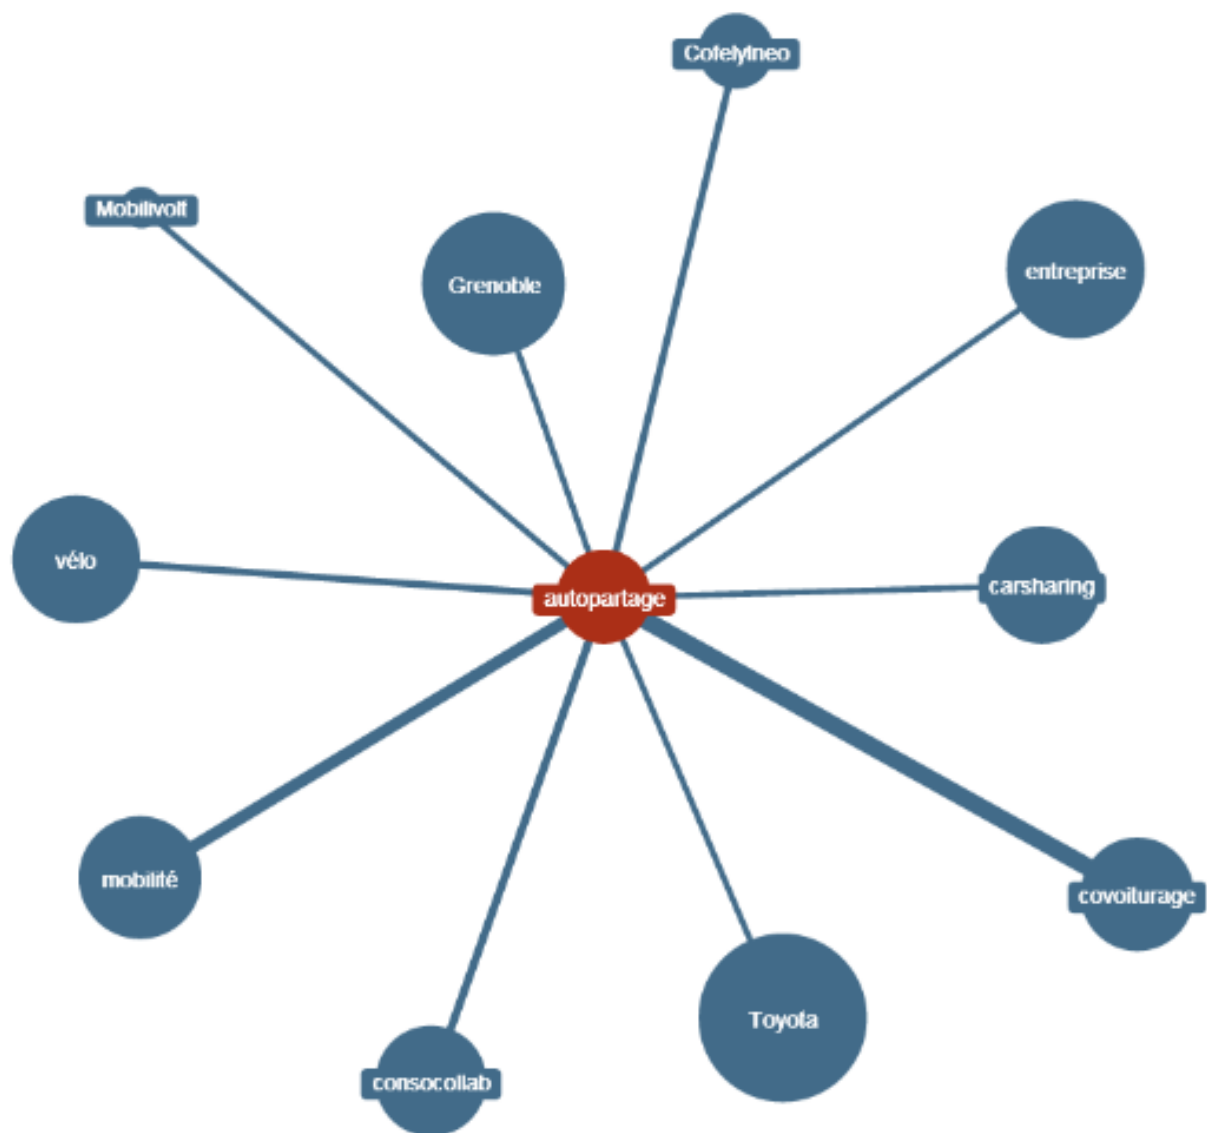 Cofelyineo
Mobilivolt
entreprise
Grenoble
vélo
carsharing
autopartage
mobilité
covoiturage
Toyota
consocollab